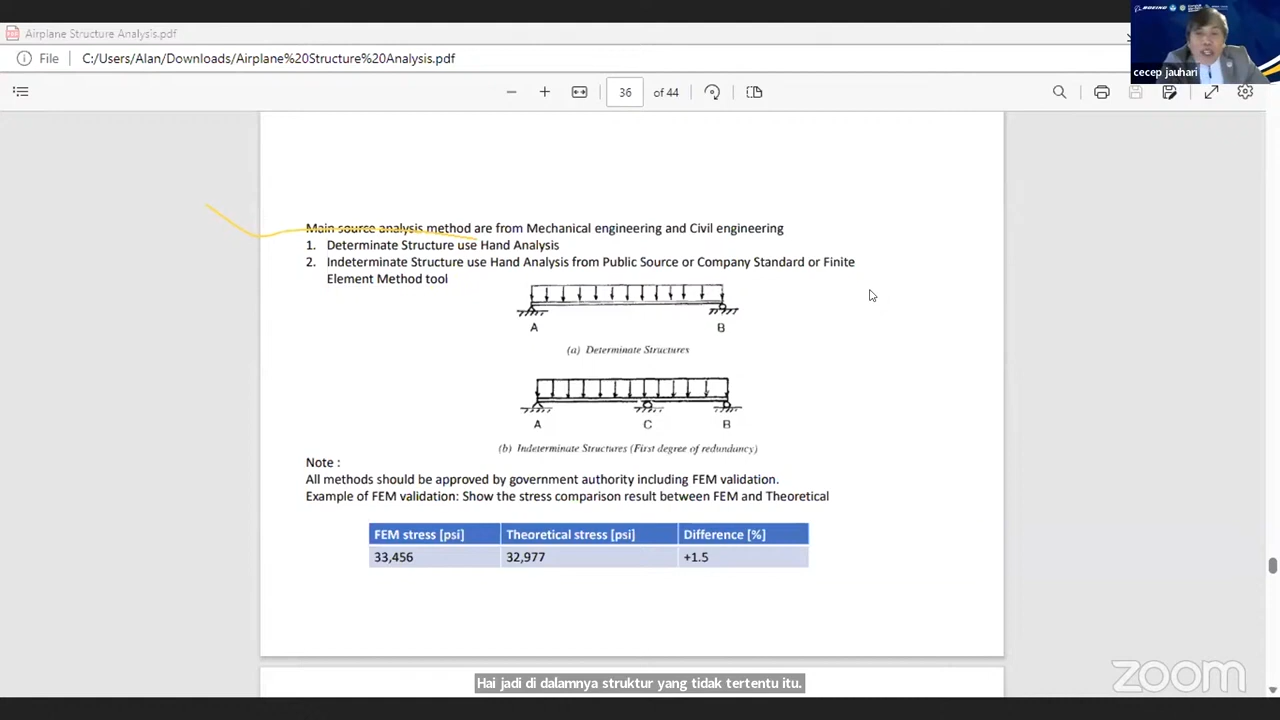 Airplane Structure Analysis.pdf
BOEING
File C:/Users/Alan/Downloads/Airplane%20Structure%20Analysis.pdf
cecep jauhari
36 of 44
Main source analysis method are from Mechanical engineering and Civil engineering
1. Determinate Structure use Hand Analysis
2. Indeterminate Structure use Hand Analysis from Public Source or Company Standard or Finite
Element Method tool
A B
(a) Determinate Structures
A C B
(b) Indeterminate Structures (First degree of redundancy)
Note :
All methods should be approved by government authority including FEM validation.
Example of FEM validation: Show the stress comparison result between FEM and Theoretical
FEM stress [psi] Theoretical stress [psi] Difference [%]
33,456 32,977 +1.5
zoom
Hai jadi di dalamnya struktur yang tidak tertentu itu.